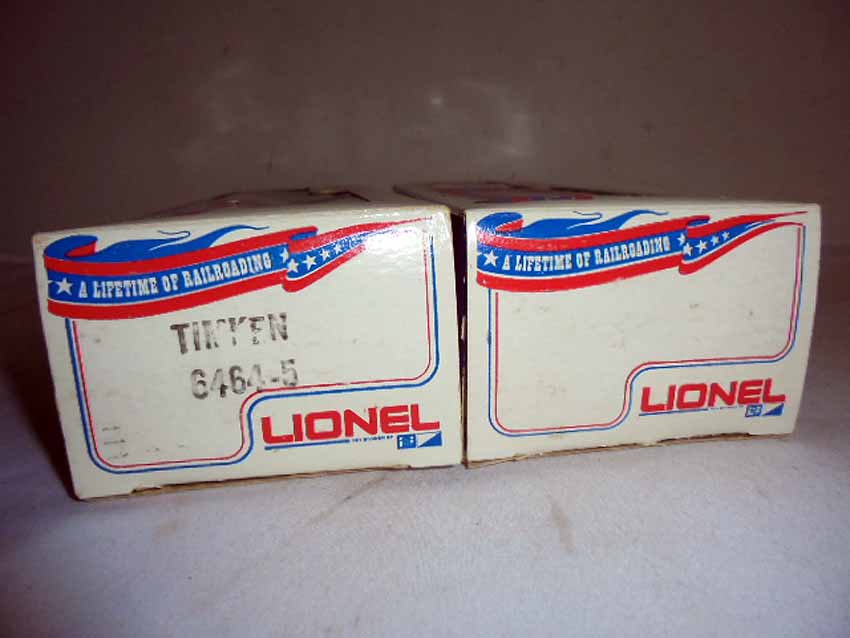 A LIFETIME OF RAILROADING
TIMKEN
6464-5
LIONEL
A LIFETIME OF RAILROADING
LIONEL